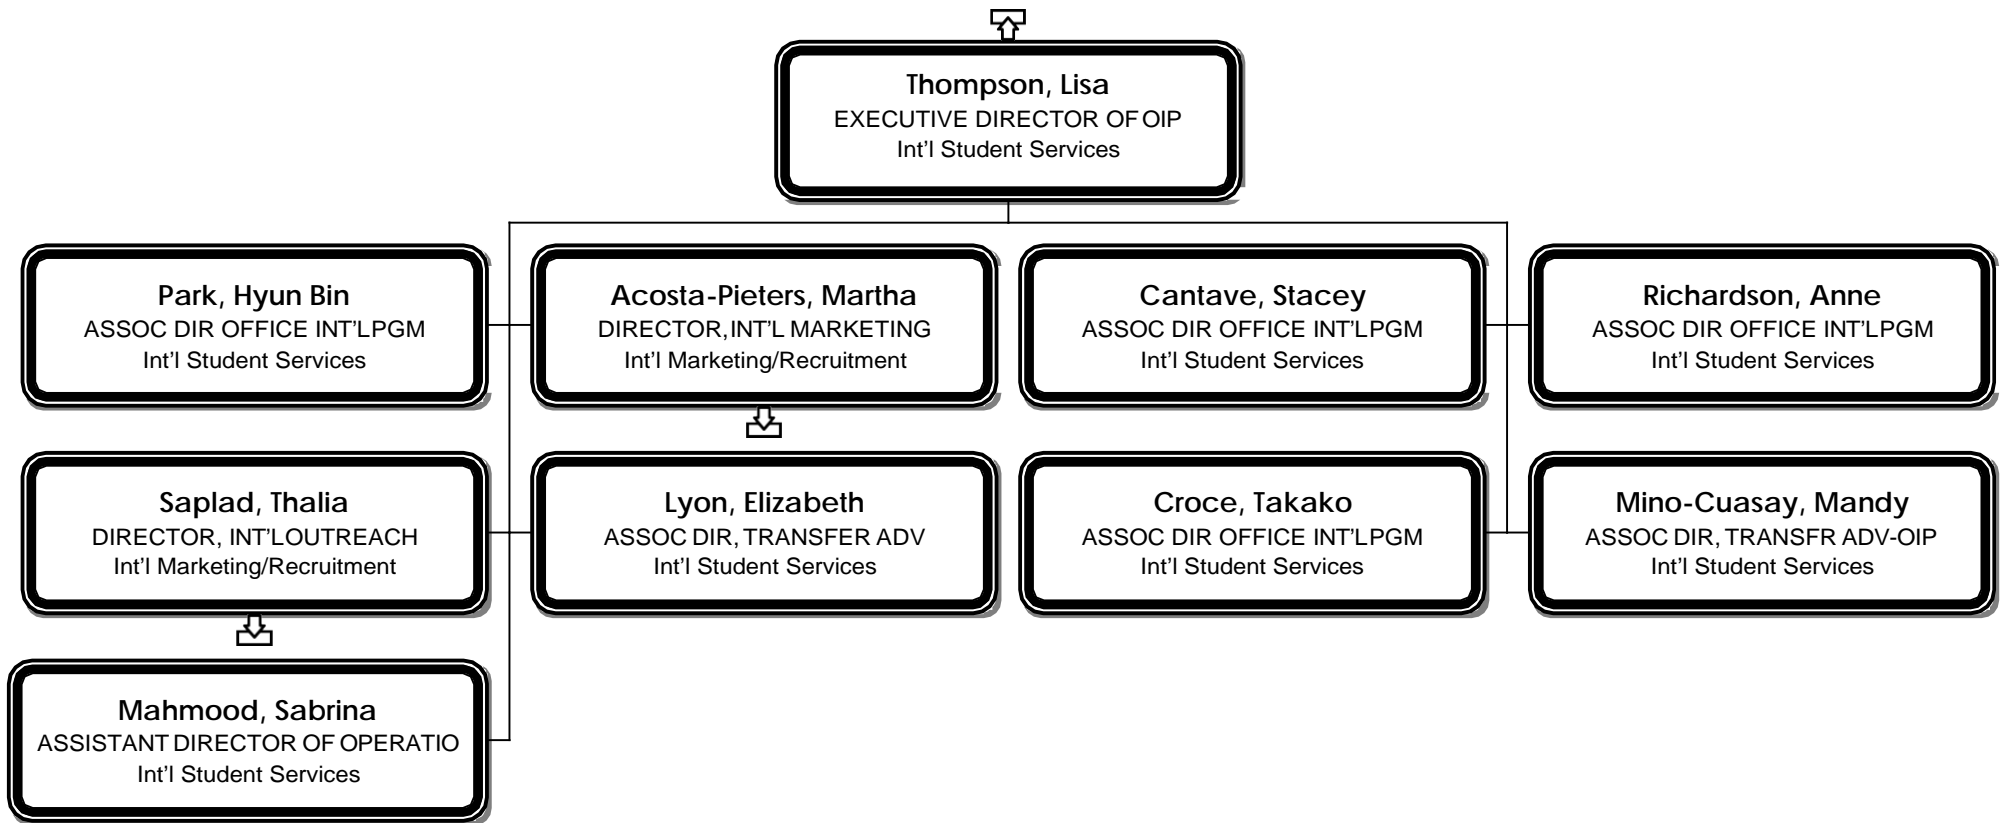 Thompson, Lisa
EXECUTIVE DIRECTOR OF OIP
Int'l Student Services
Park, Hyun Bin
ASSOC DIR OFFICE INT'LPGM
Int'l Student Services
Acosta-Pieters, Martha
DIRECTOR,INT'L MARKETING
Int'l Marketing/Recruitment
Cantave, Stacey
ASSOC DIR OFFICE INT'LPGM
Int'l Student Services
Richardson, Anne
ASSOC DIR OFFICE INT'LPGM
Int'l Student Services
Saplad, Thalia
DIRECTOR, INT'LOUTREACH
Int'l Marketing/Recruitment
Lyon, Elizabeth
ASSOC DIR, TRANSFER ADV
Int'l Student Services
Croce, Takako
ASSOC DIR OFFICE INT'LPGM
Int'l Student Services
Mino-Cuasay, Mandy
ASSOC DIR, TRANSFR ADV-OIP
Int'l Student Services
Mahmood, Sabrina
ASSISTANT DIRECTOR OF OPERATIO
Int'l Student Services